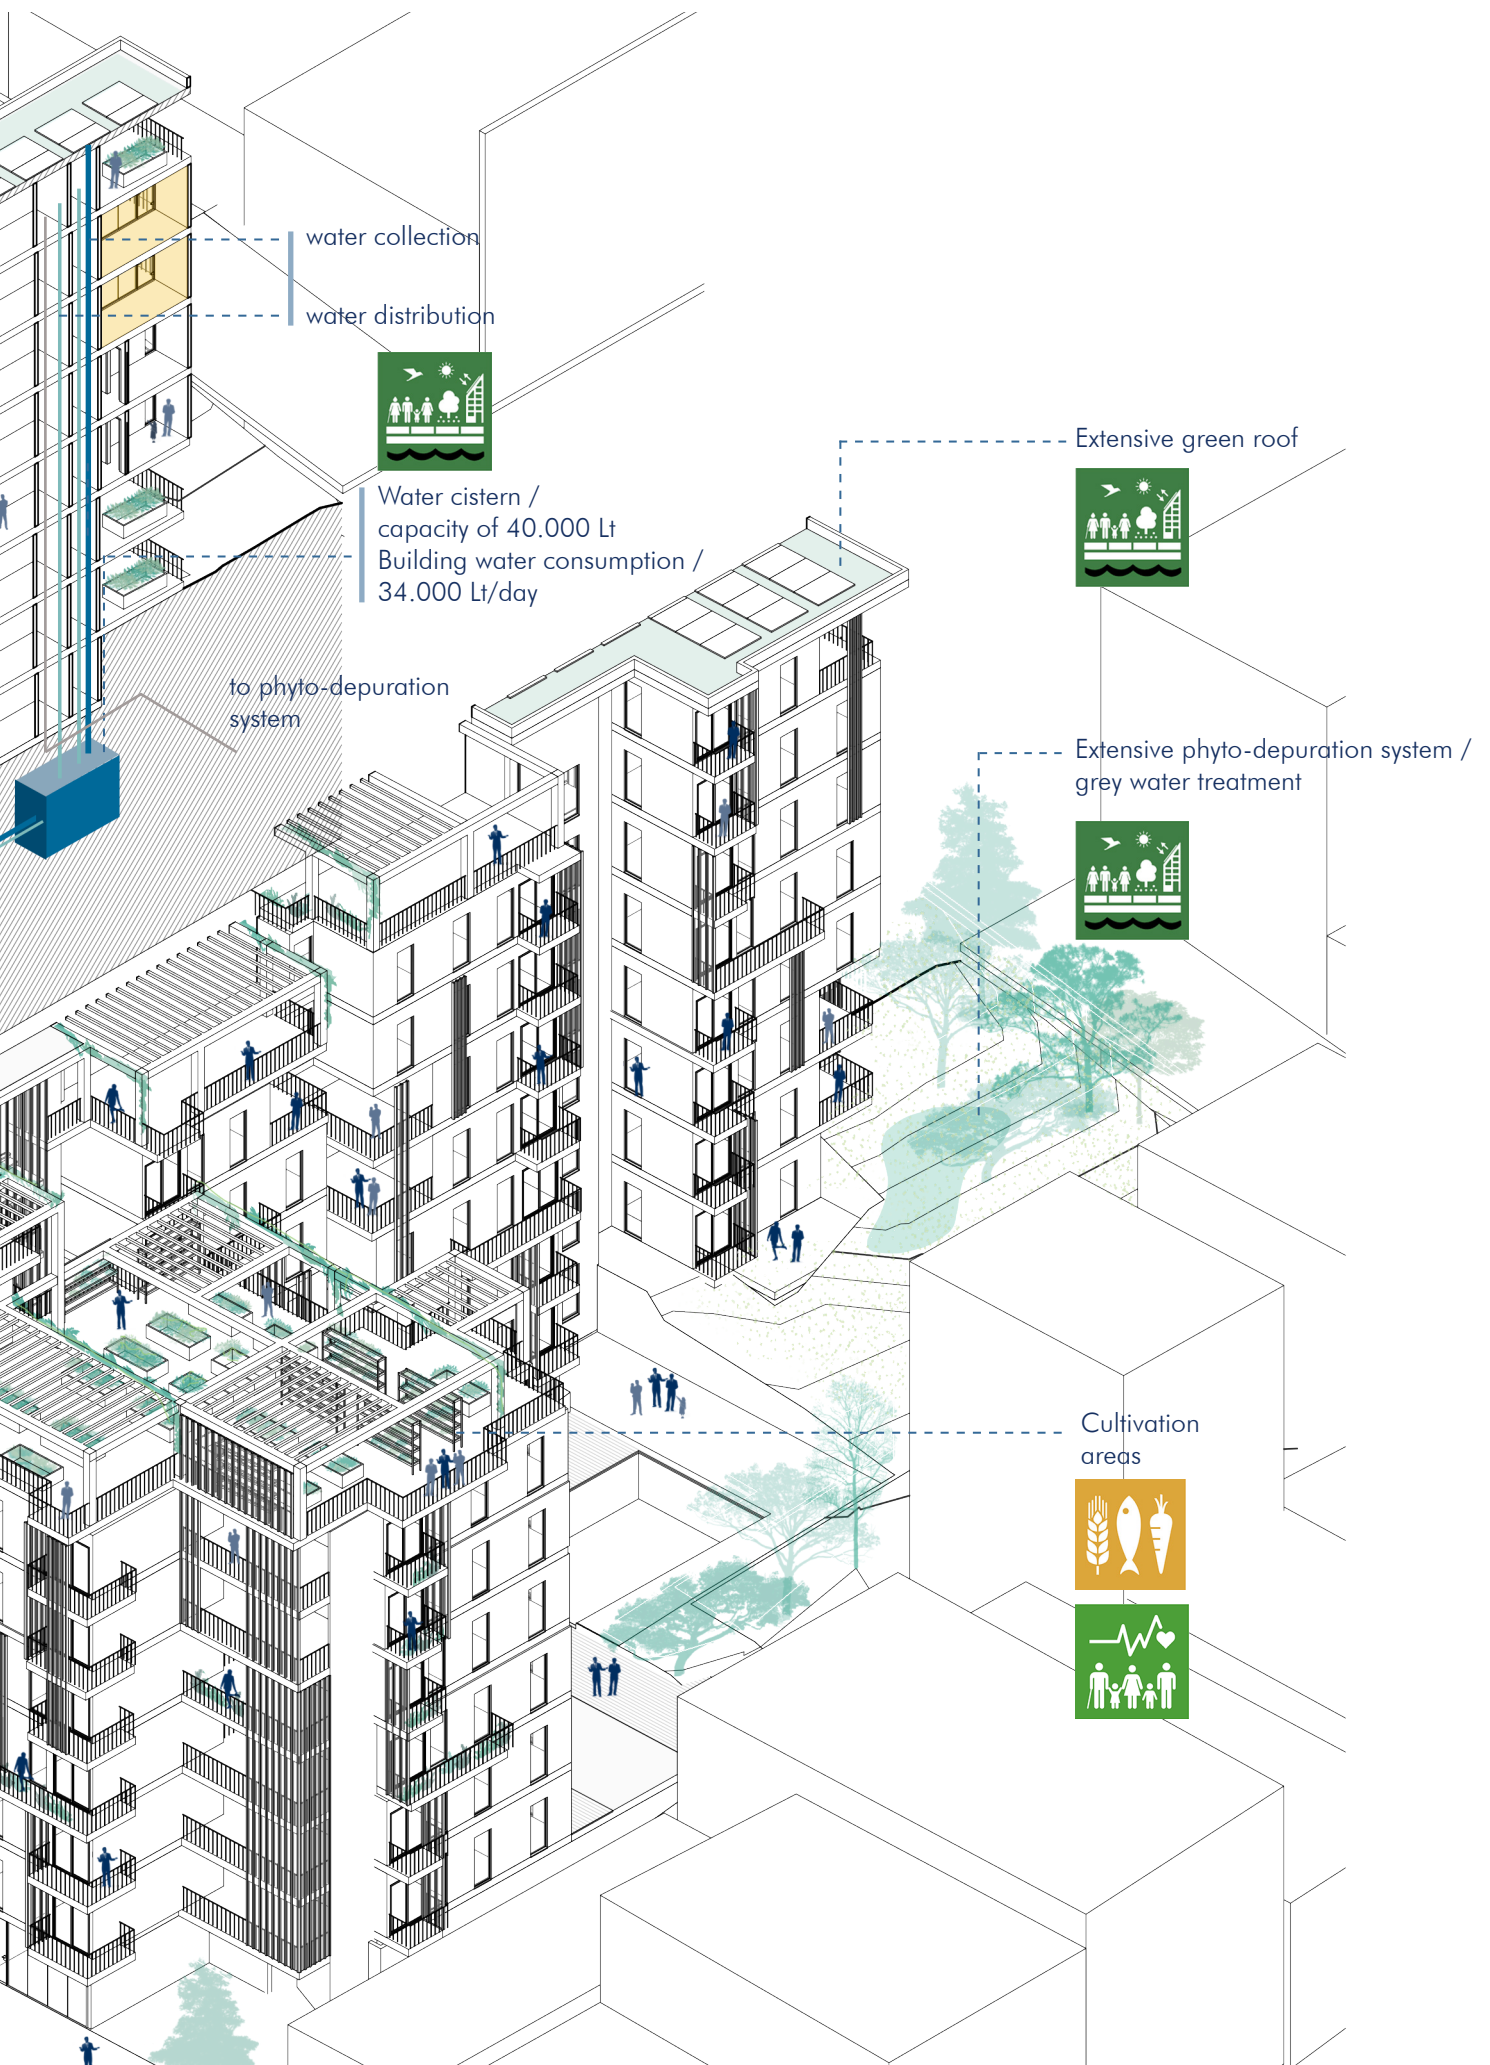 water collection
water distribution
Extensive green roof
Water cistern /
capacity of 40.000 Lt
Building water consumption /
34.000 Lt/day
to phyto-depuration
system
Extensive phyto-depuration system /
grey water treatment
Cultivation
areas